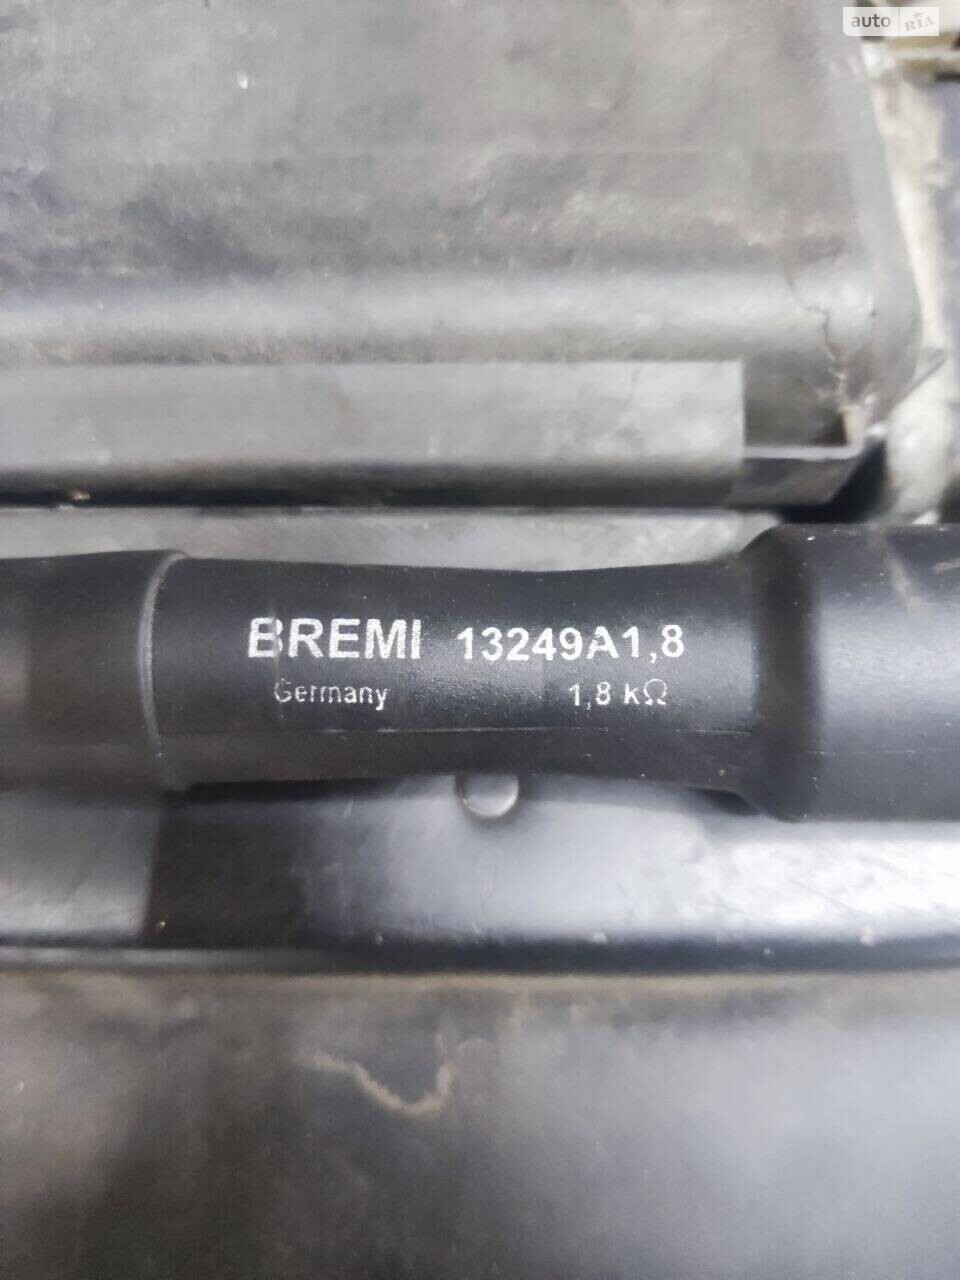 auto RIA
BREMI 13249A1,8
Germany 1,8 kΩ